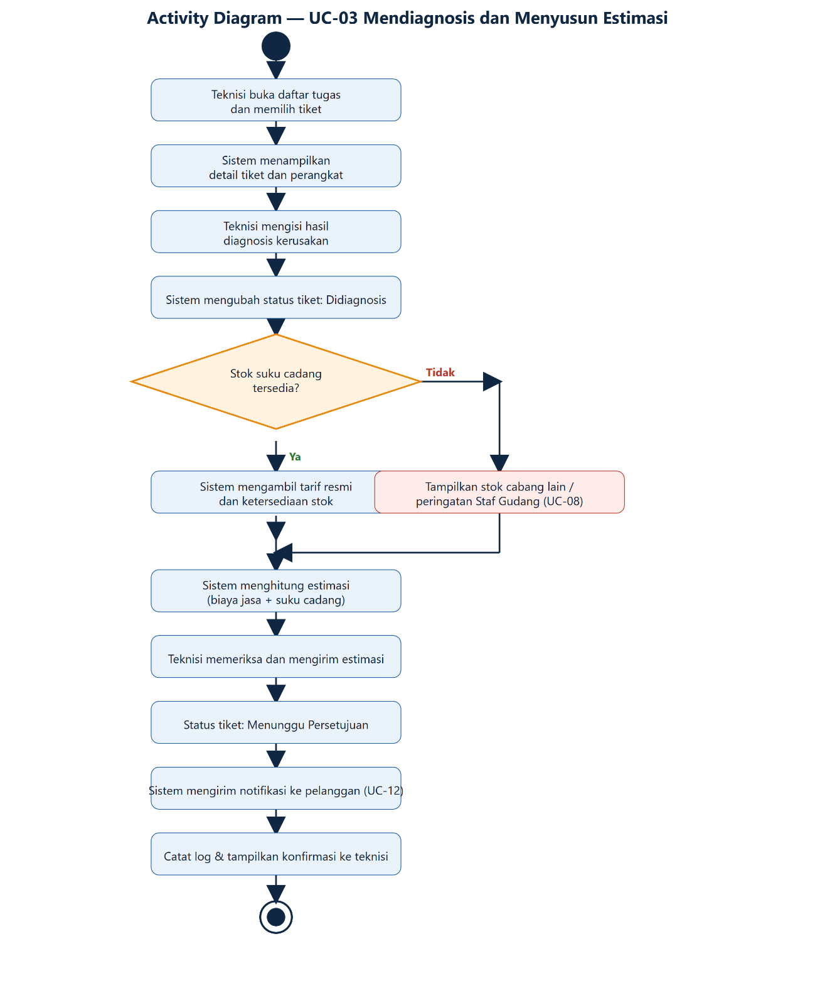 Activity Diagram — UC-03 Mendiagnosis dan Menyusun Estimasi
Teknisi buka daftar tugas
dan memilih tiket
Sistem menampilkan
detail tiket dan perangkat
Teknisi mengisi hasil
diagnosis kerusakan
Sistem mengubah status tiket: Didiagnosis
Stok suku cadang
tersedia?
Tidak
Ya
Sistem mengambil tarif resmi
dan ketersediaan stok
Tampilkan stok cabang lain /
peringatan Staf Gudang (UC-08)
Sistem menghitung estimasi
(biaya jasa + suku cadang)
Teknisi memeriksa dan mengirim estimasi
Status tiket: Menunggu Persetujuan
Sistem mengirim notifikasi ke pelanggan (UC-12)
Catat log & tampilkan konfirmasi ke teknisi